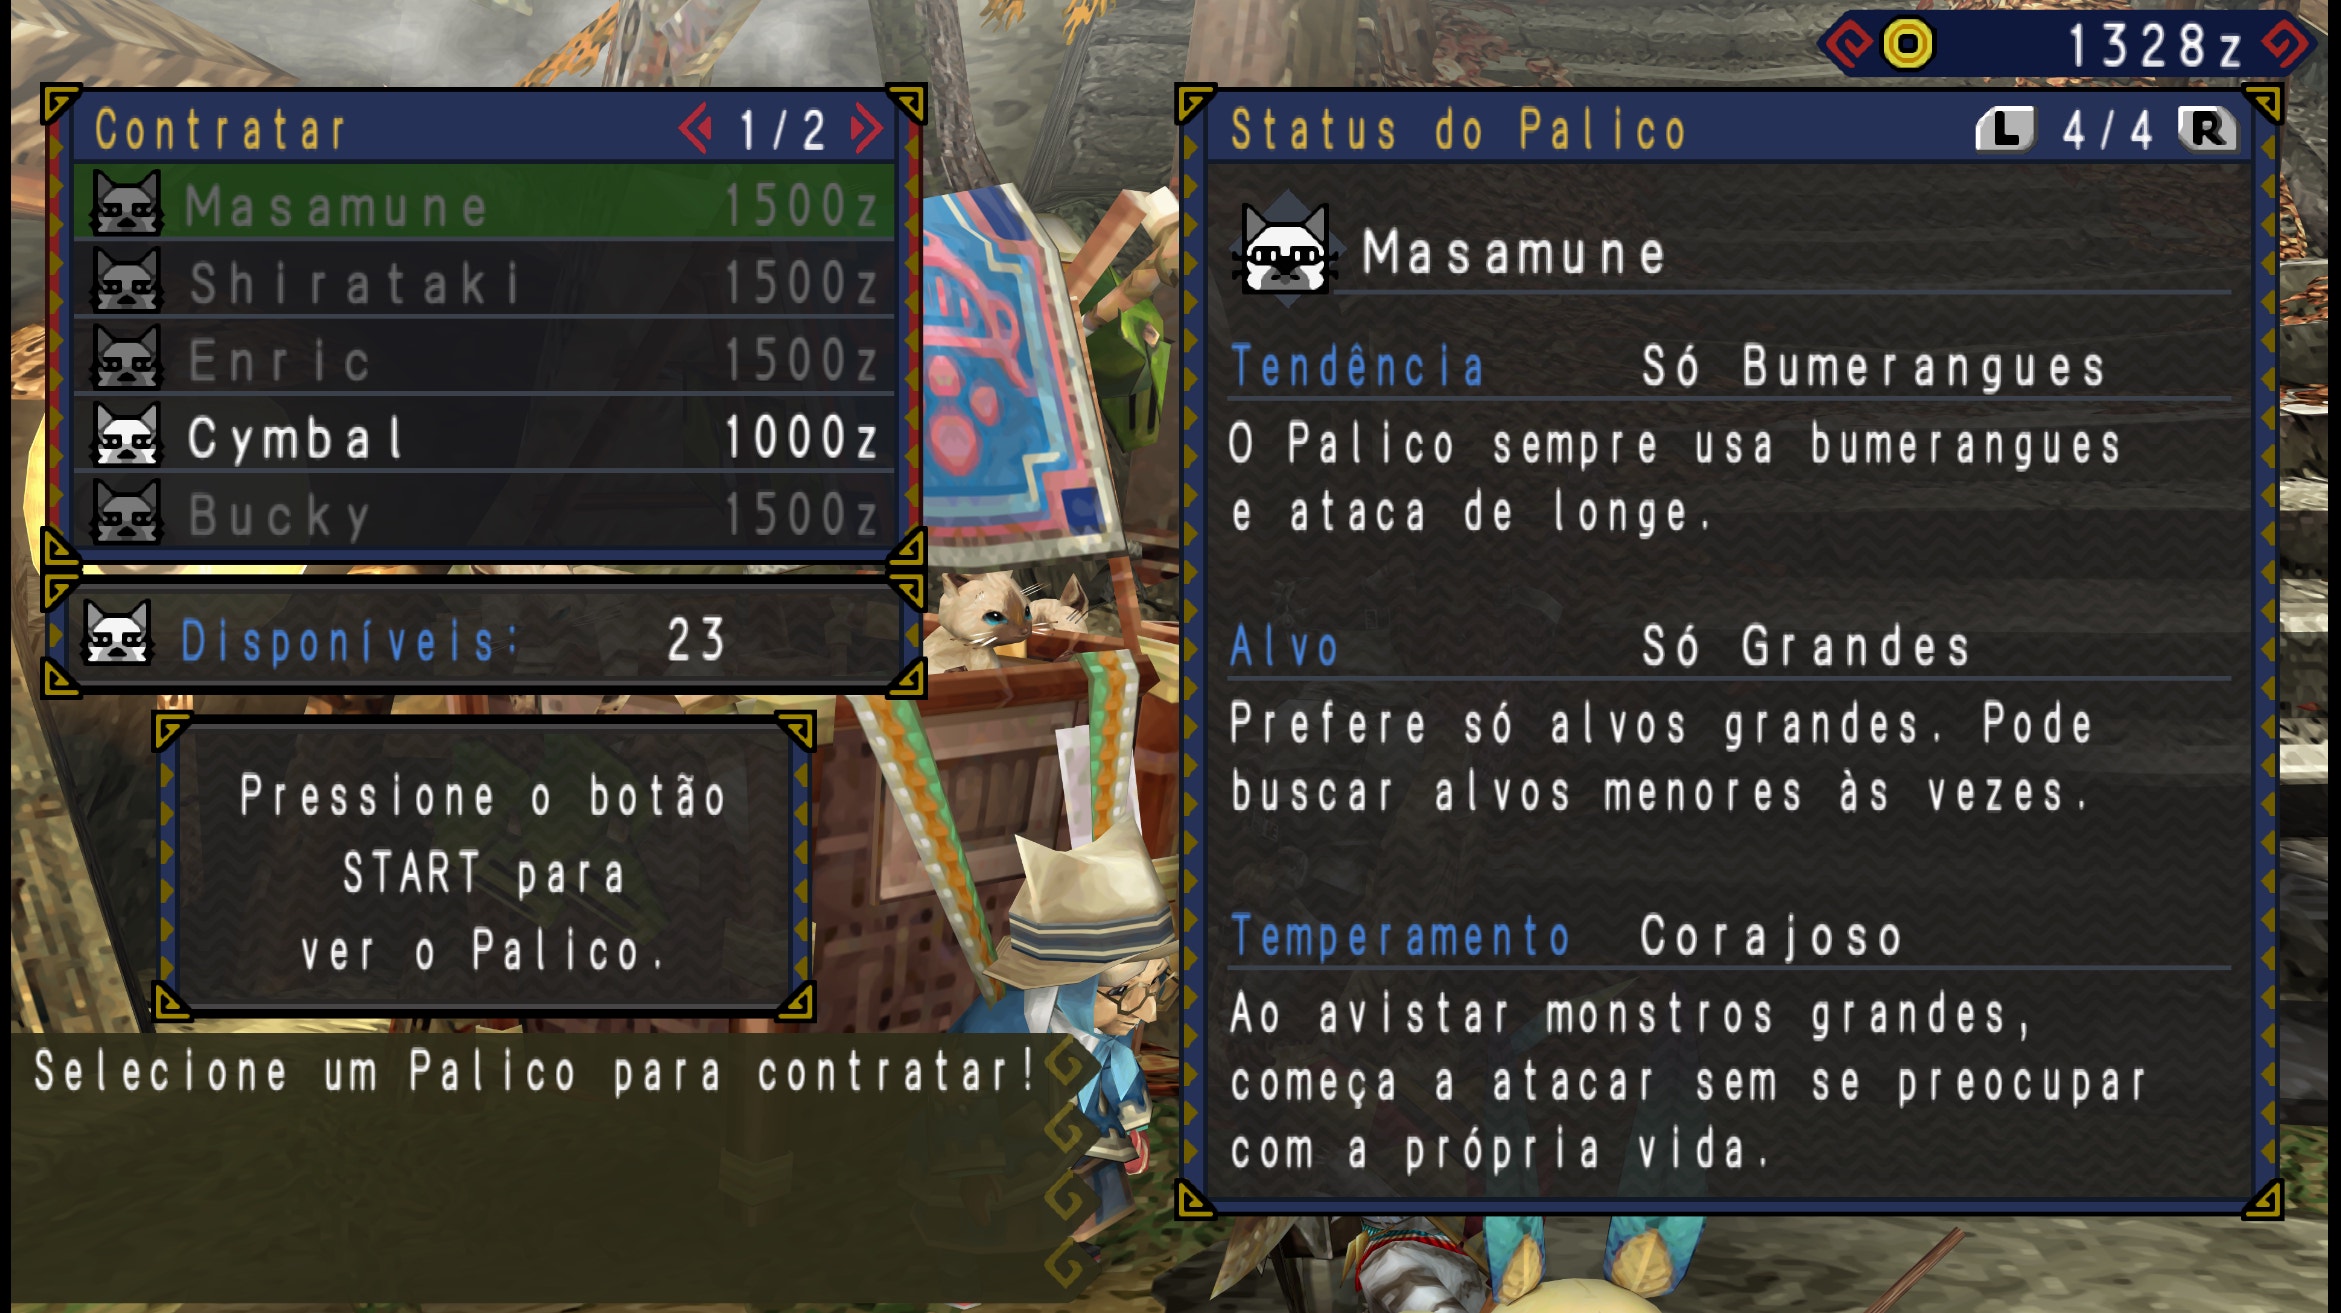 1328z
Contratar 1/2
Masamune 1500z
Shirataki 1500z
Enric 1500z
Cymbal 1000z
Bucky 1500z
Disponíveis: 23
Pressione o botão
START para
ver o Palico.
Selecione um Palico para contratar!
Status do Palico L 4/4 R
Masamune
Tendência Só Bumerangues
O Palico sempre usa bumerangues
e ataca de longe.
Alvo Só Grandes
Prefere só alvos grandes. Pode
buscar alvos menores às vezes.
Temperamento Corajoso
Ao avistar monstros grandes,
começa a atacar sem se preocupar
com a própria vida.